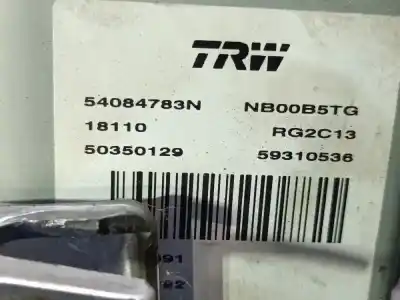 TRW
54084783N NB00B5TG
18110 RG2C13
50350129 59310536